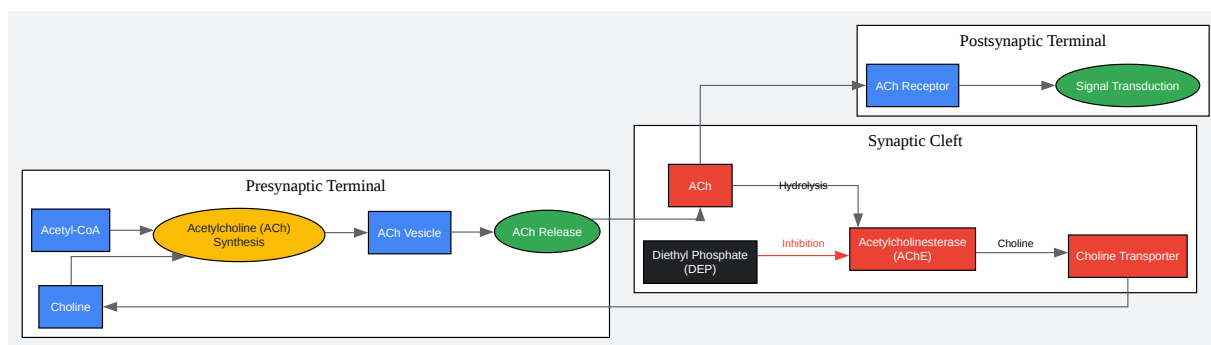 Postsynaptic Terminal
ACh Receptor
Signal Transduction
Synaptic Cleft
ACh
Hydrolysis
Diethyl Phosphate
(DEP)
Inhibition
Acetylcholinesterase
(AChE)
Choline
Choline Transporter
Presynaptic Terminal
Acetyl-CoA
Acetylcholine (ACh)
Synthesis
ACh Vesicle
ACh Release
Choline